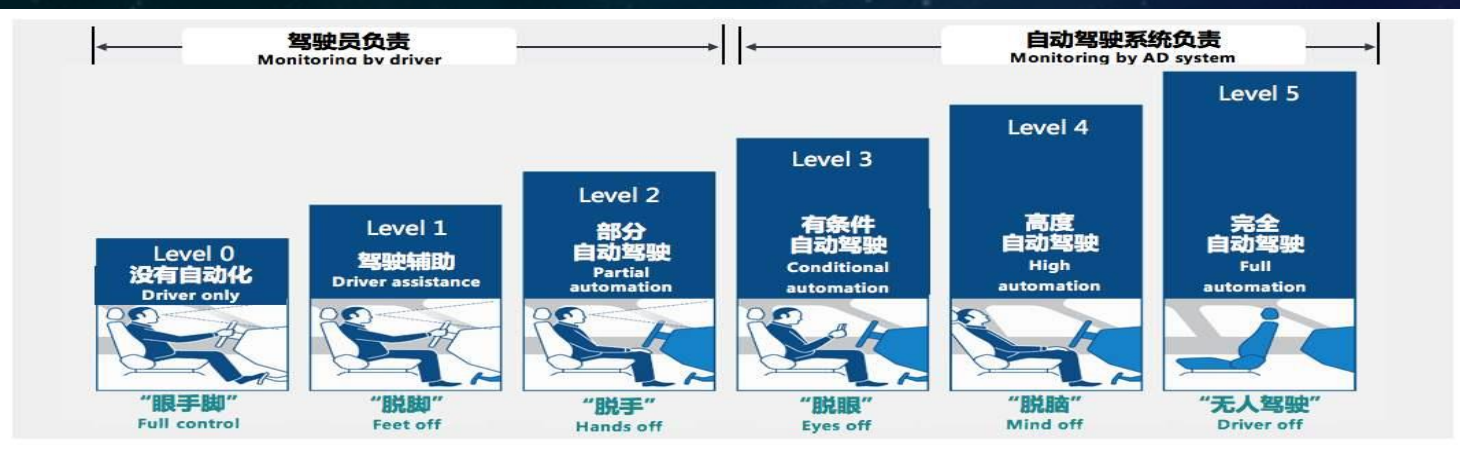 驾驶员负责
Monitoring by driver
自动驾驶系统负责
Monitoring by AD system
Level 0
没有自动化
Driver only
"眼手脚"
Full control
Level 1
驾驶辅助
Driver assistance
"脱脚"
Feet off
Level 2
部分
自动驾驶
Partial
automation
"脱手"
Hands off
Level 3
有条件
自动驾驶
Conditional
automation
"脱眼"
Eyes off
Level 4
高度
自动驾驶
High
automation
"脱脑"
Mind off
Level 5
完全
自动驾驶
Full
automation
"无人驾驶"
Driver off